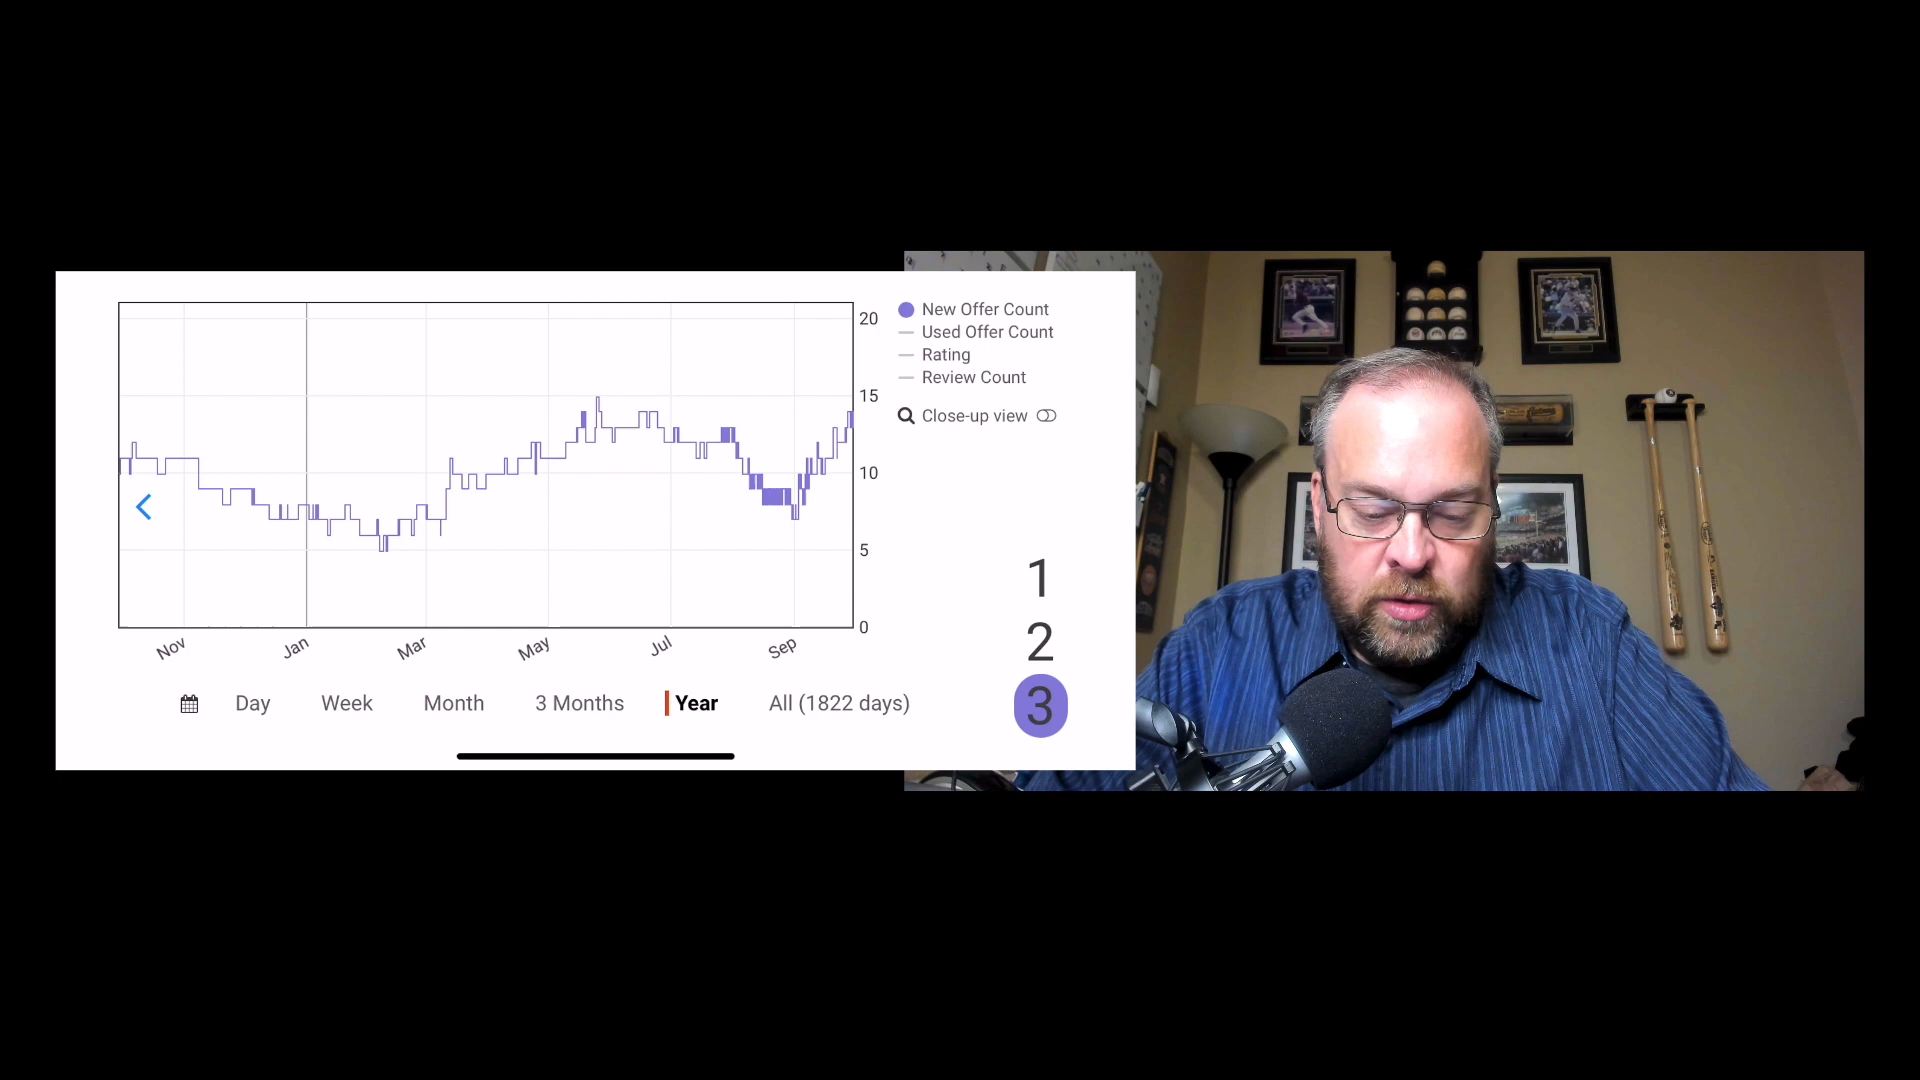 20
15
10
5
0
Nov
Jan
Mar
May
Jul
Sep
New Offer Count
Used Offer Count
Rating
Review Count
Close-up view
1
2
3
Day
Week
Month
3 Months
Year
All (1822 days)